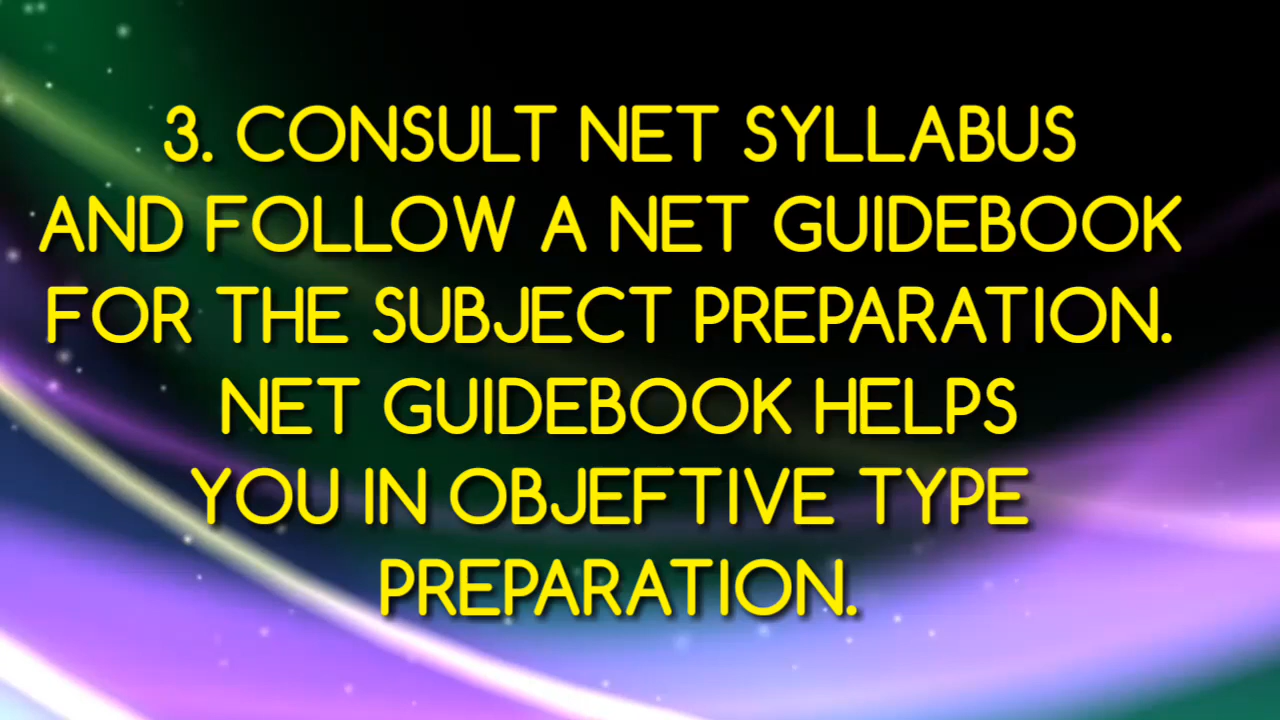 3. CONSULT NET SYLLABUS
AND FOLLOW A NET GUIDEBOOK
FOR THE SUBJECT PREPARATION.
NET GUIDEBOOK HELPS
YOU IN OBJEFTIVE TYPE
PREPARATION.